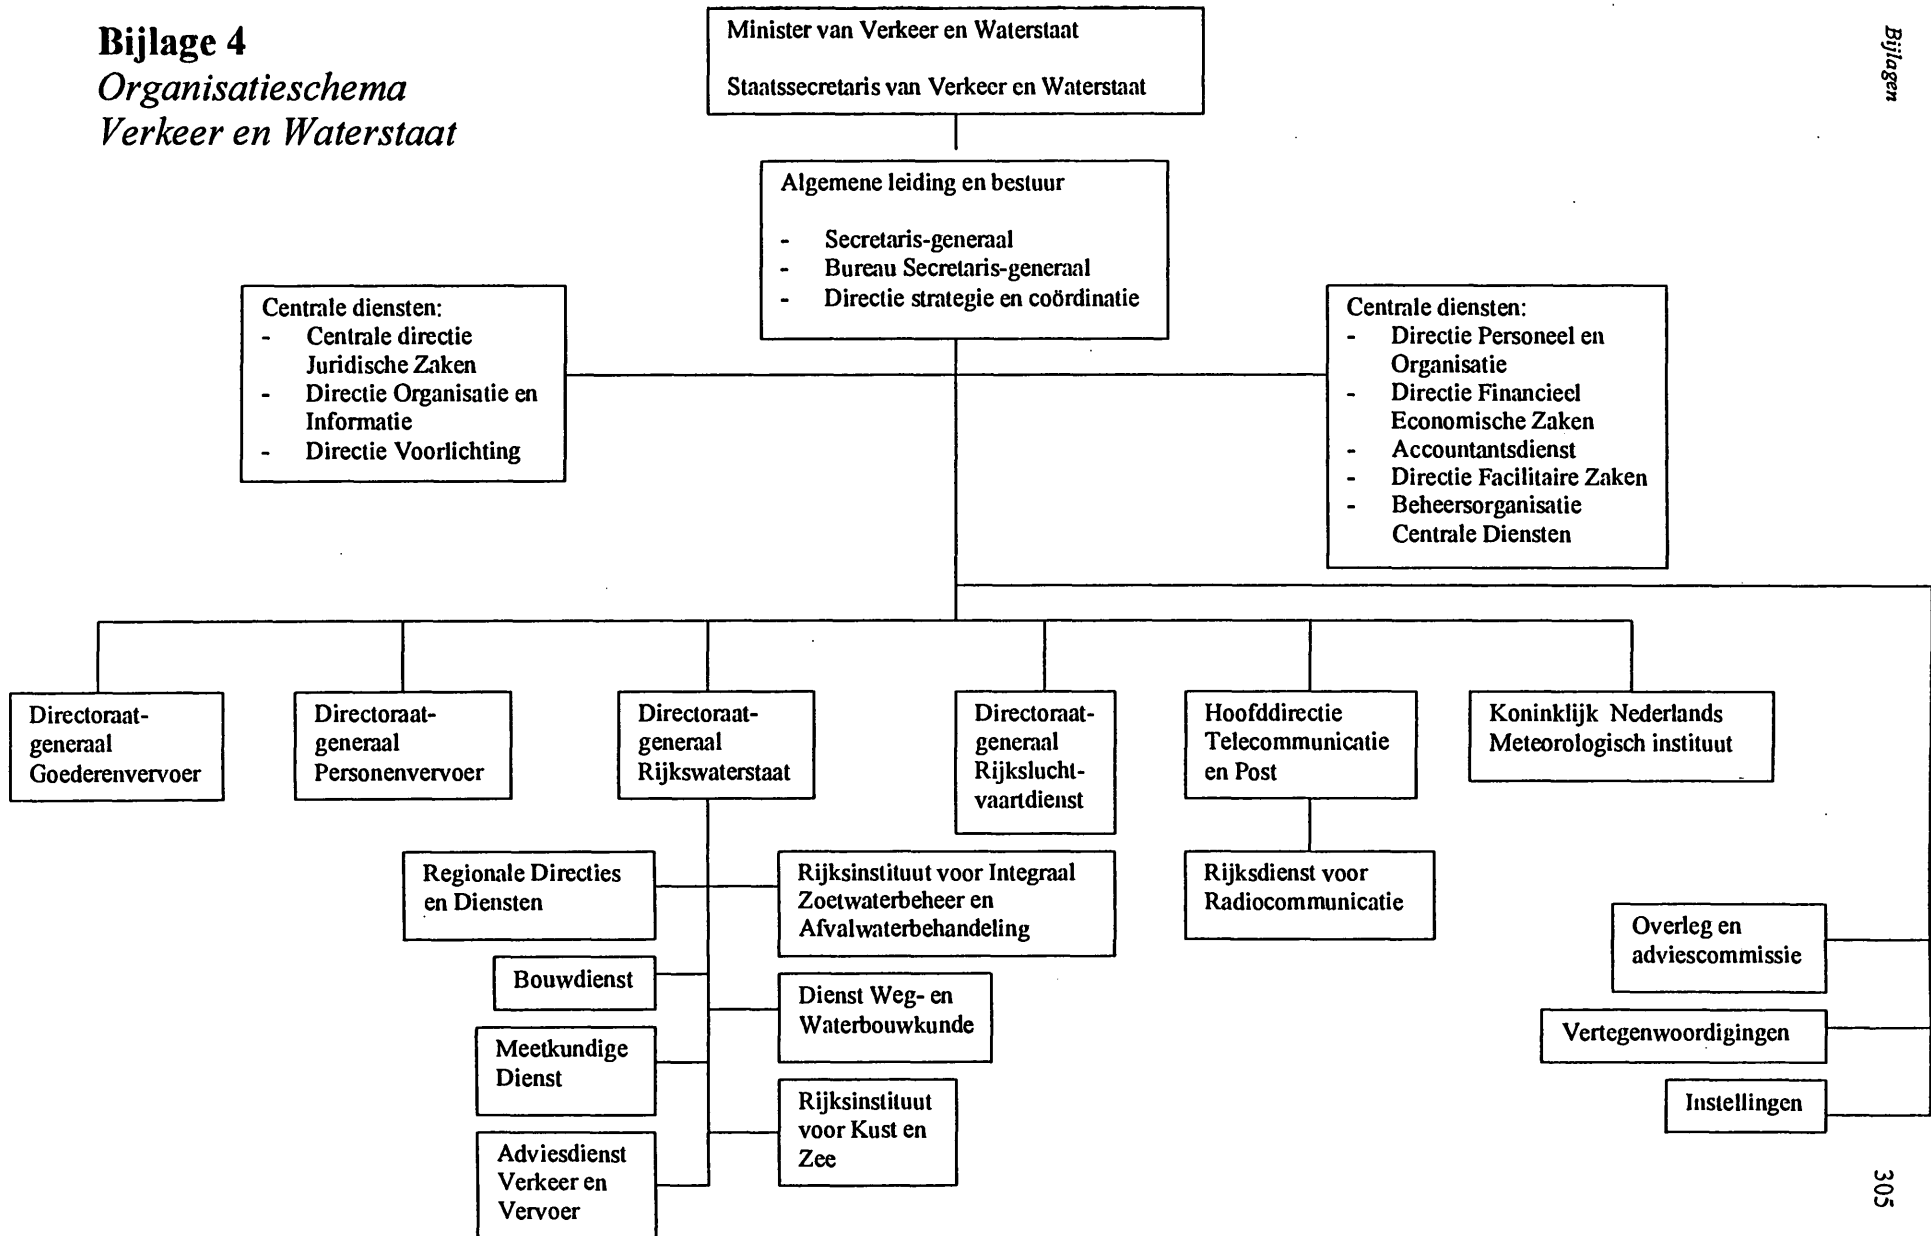 Bijlage 4
Organisatieschema
Verkeer en Waterstaat
Bijlagen
Minister van Verkeer en Waterstaat
Staatssecretaris van Verkeer en Waterstaat
Algemene leiding en bestuur
- Secretaris-generaal
- Bureau Secretaris-generaal
- Directie strategie en coördinatie
Centrale diensten:
- Centrale directie
Juridische Zaken
- Directie Organisatie en
Informatie
- Directie Voorlichting
Centrale diensten:
- Directie Personeel en
Organisatie
- Directie Financieel
Economische Zaken
- Accountantsdienst
- Directie Facilitaire Zaken
- Beheersorganisatie
Centrale Diensten
Directoraat-
generaal
Goederenvervoer
Directoraat-
generaal
Personenvervoer
Directoraat-
generaal
Rijkswaterstaat
Directoraat-
generaal
Rijkslucht-
vaartdienst
Hoofddirectie
Telecommunicatie
en Post
Koninklijk Nederlands
Meteorologisch instituut
Regionale Directies
en Diensten
Rijksinstituut voor Integraal
Zoetwaterbeheer en
Afvalwaterbehandeling
Rijksdienst voor
Radiocommunicatie
Bouwdienst
Dienst Weg- en
Waterbouwkunde
Meetkundige
Dienst
Rijksinstituut
voor Kust en
Zee
Adviesdienst
Verkeer en
Vervoer
Overleg en
adviescommissie
Vertegenwoordigingen
Instellingen
305